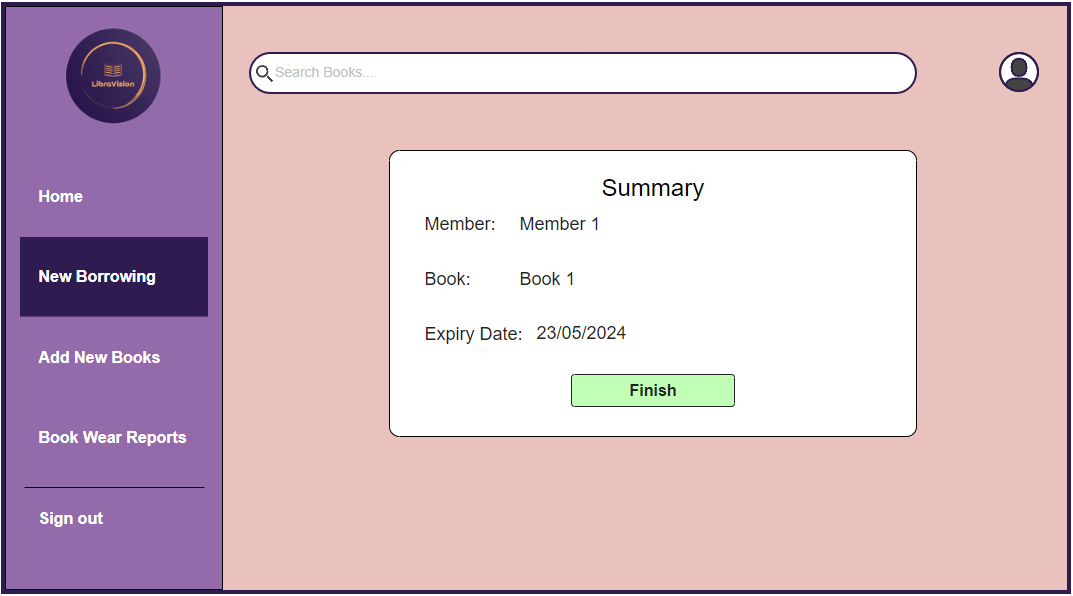 LibraVision
Search Books...
Home
New Borrowing
Add New Books
Book Wear Reports
Sign out
Summary
Member: Member 1
Book: Book 1
Expiry Date: 23/05/2024
Finish